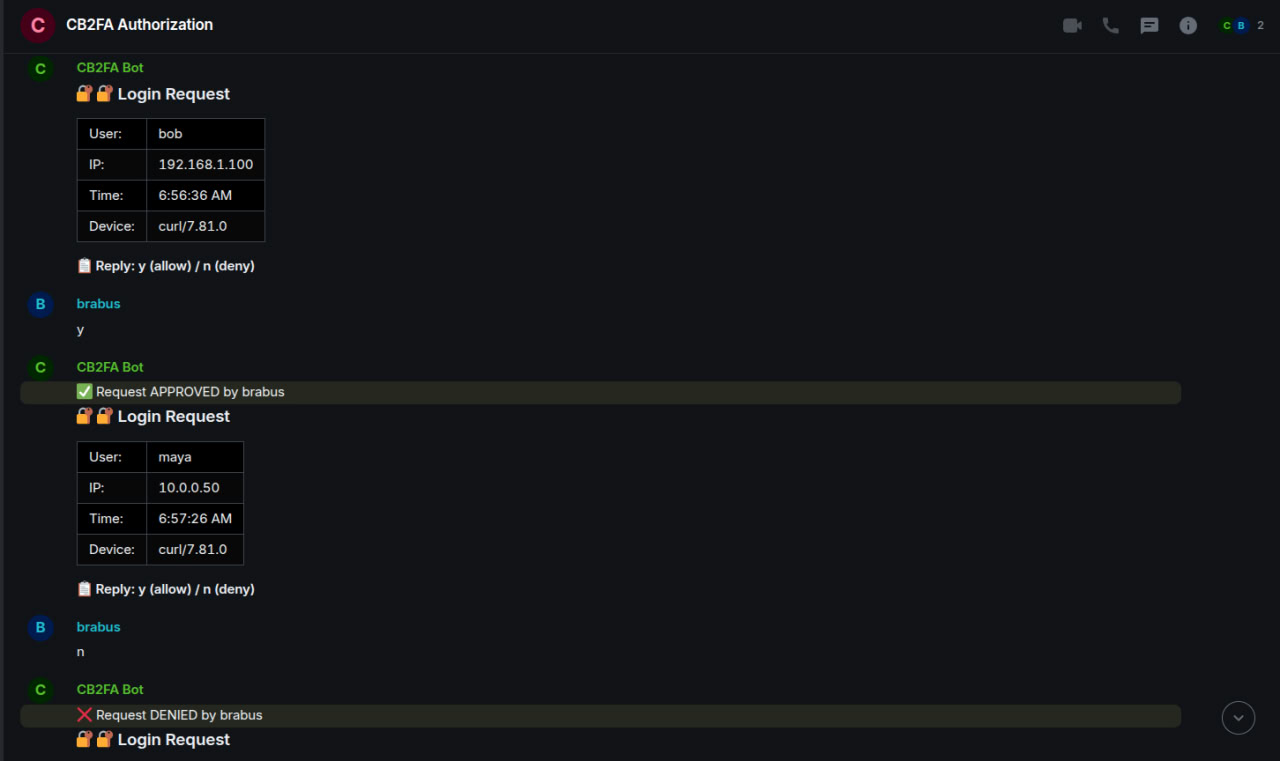 C CB2FA Authorization C B 2
C CB2FA Bot
Login Request
User: bob
IP: 192.168.1.100
Time: 6:56:36 AM
Device: curl/7.81.0
Reply: y (allow) / n (deny)
B brabus
y
C CB2FA Bot
Request APPROVED by brabus
Login Request
User: maya
IP: 10.0.0.50
Time: 6:57:26 AM
Device: curl/7.81.0
Reply: y (allow) / n (deny)
B brabus
n
C CB2FA Bot
Request DENIED by brabus
Login Request